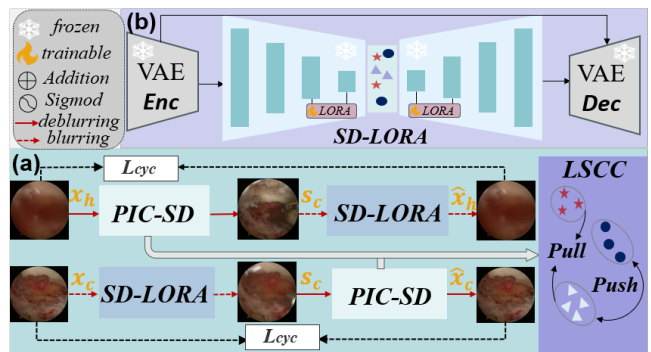 frozen
trainable
Addition
Sigmod
deblurring
blurring
(b)
VAE
Enc
LORA
LORA
SD-LORA
VAE
Dec
(a)
Lcyc
x_h
PIC-SD
s_c
SD-LORA
x̂_h
x_c
SD-LORA
s_c
PIC-SD
x̂_c
Lcyc
LSCC
Pull
Push